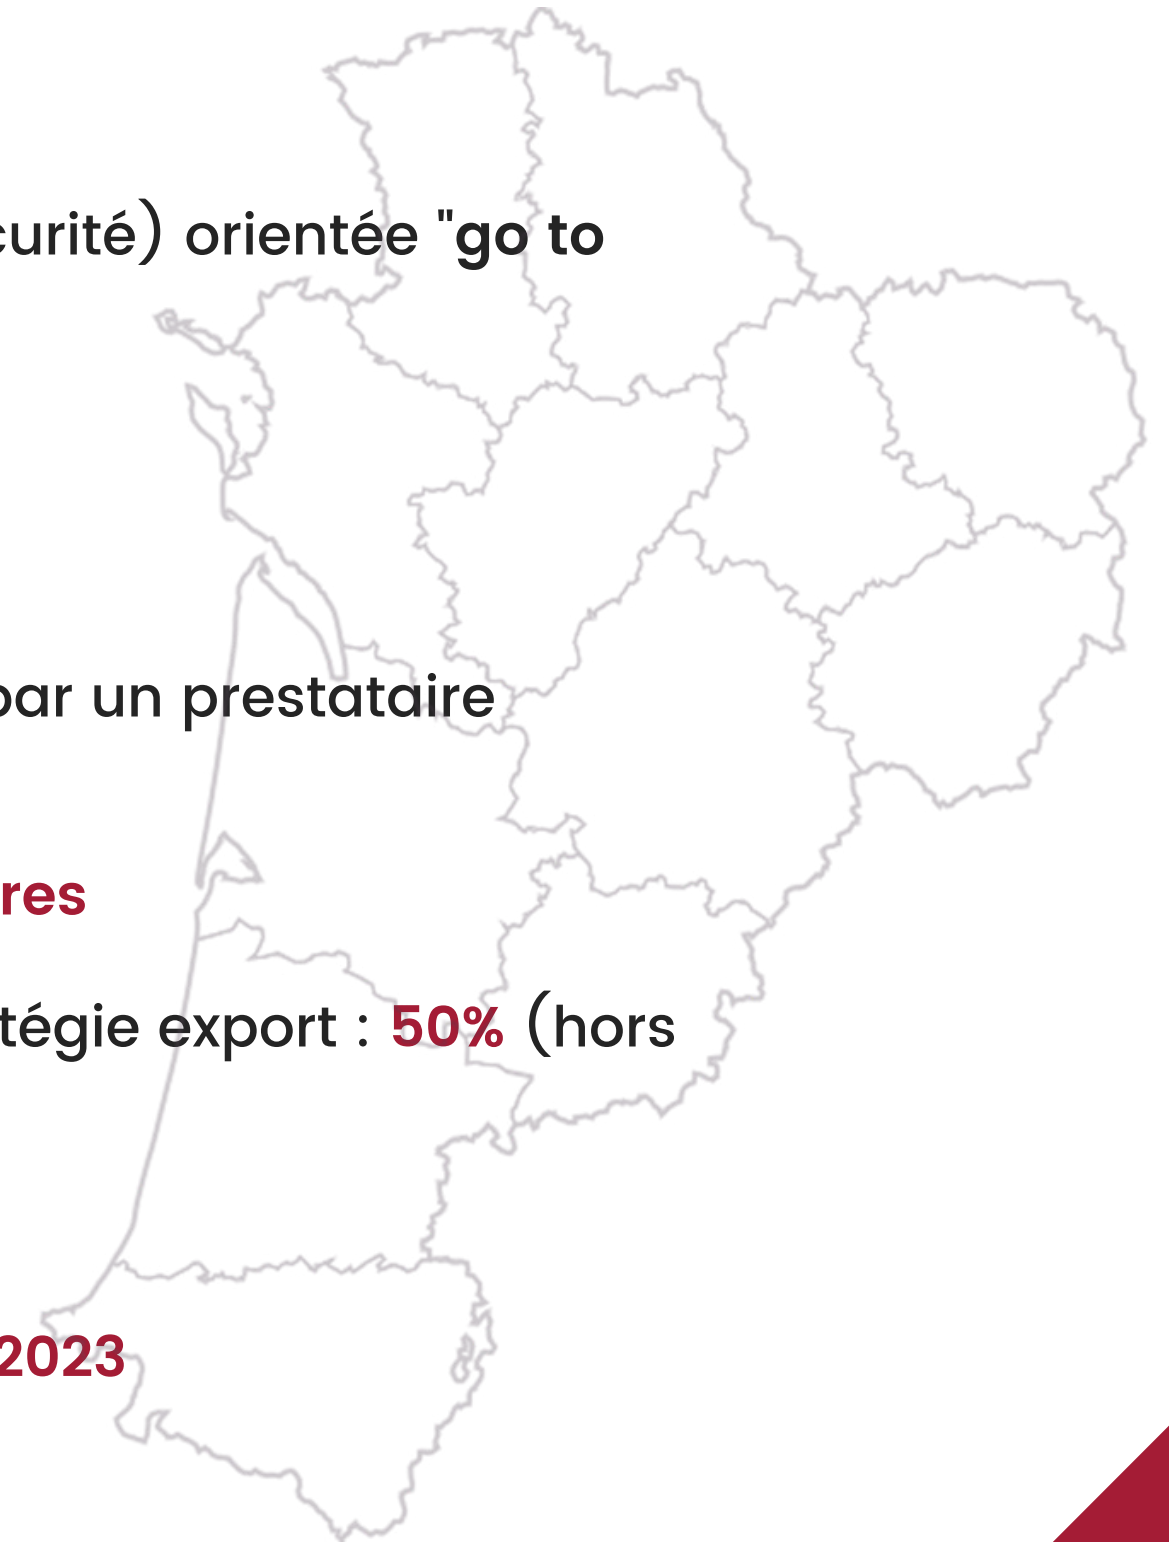 curité) orientée "go to
par un prestataire
res
tégie export : 50% (hors
2023